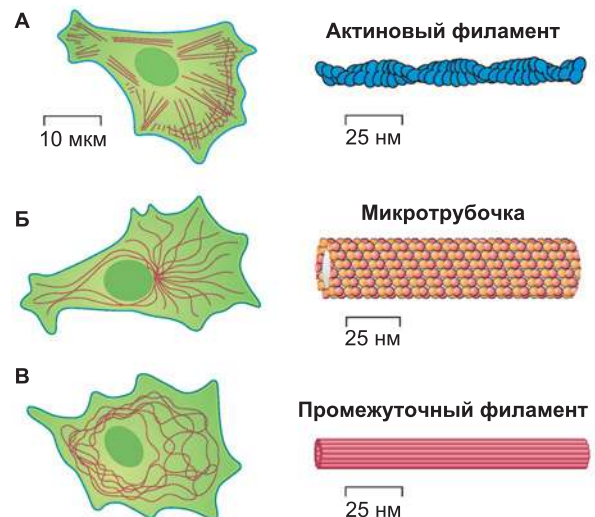 А
Актиновый филамент
10 мкм
25 нм
Б
Микротрубочка
25 нм
В
Промежуточный филамент
25 нм